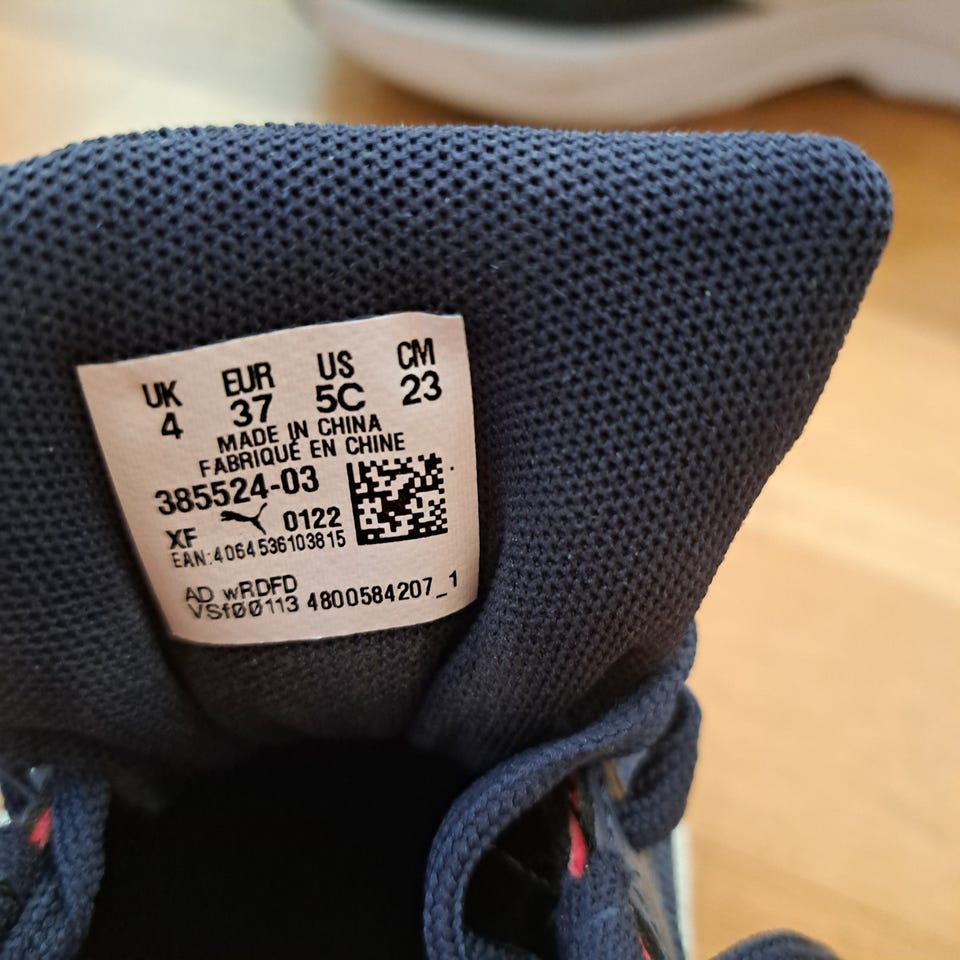 UK EUR US CM
4 37 5C 23
MADE IN CHINA
FABRIQUÉ EN CHINE
385524-03
XF 0122
EAN:4064536103815
AD wRDFD
VSf00113 4800584207_1